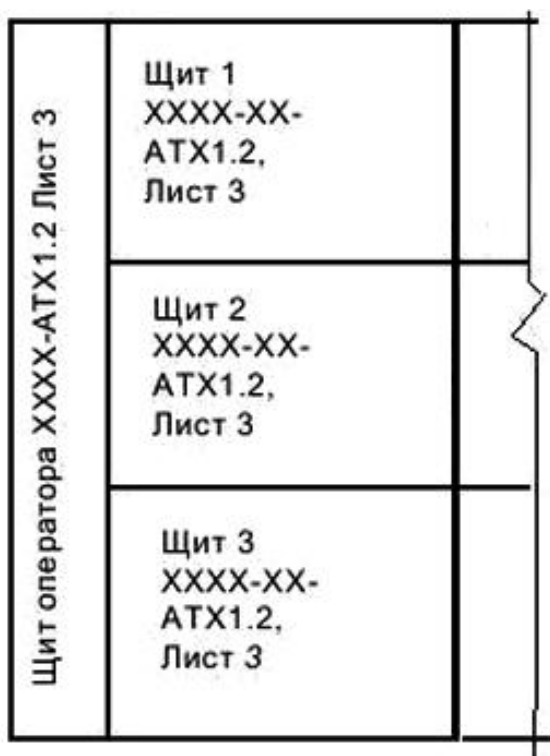 Щит оператора XXXX-АТХ1.2 Лист 3
Щит 1
XXXX-XX-
АТХ1.2,
Лист 3
Щит 2
XXXX-XX-
АТХ1.2,
Лист 3
Щит 3
XXXX-XX-
АТХ1.2,
Лист 3